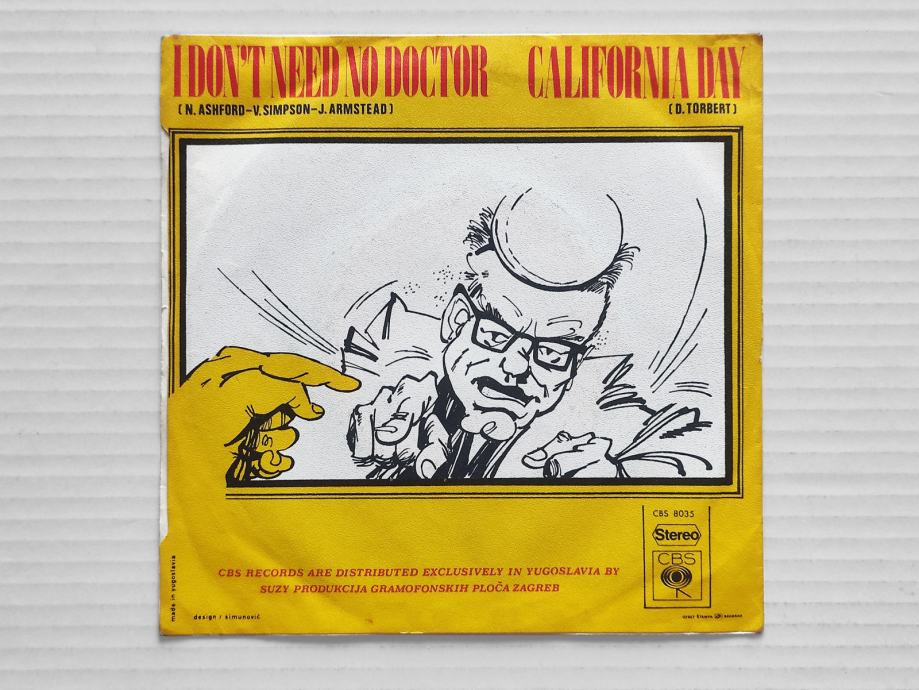 I DON'T NEED NO DOCTOR CALIFORNIA DAY
(N. ASHFORD–V. SIMPSON–J. ARMSTEAD) (D. TORBERT)
CBS 8035
Stereo
CBS
CBS RECORDS ARE DISTRIBUTED EXCLUSIVELY IN YUGOSLAVIA BY
SUZY PRODUKCIJA GRAMOFONSKIH PLOČA ZAGREB
made in yugoslavia
design / simunović